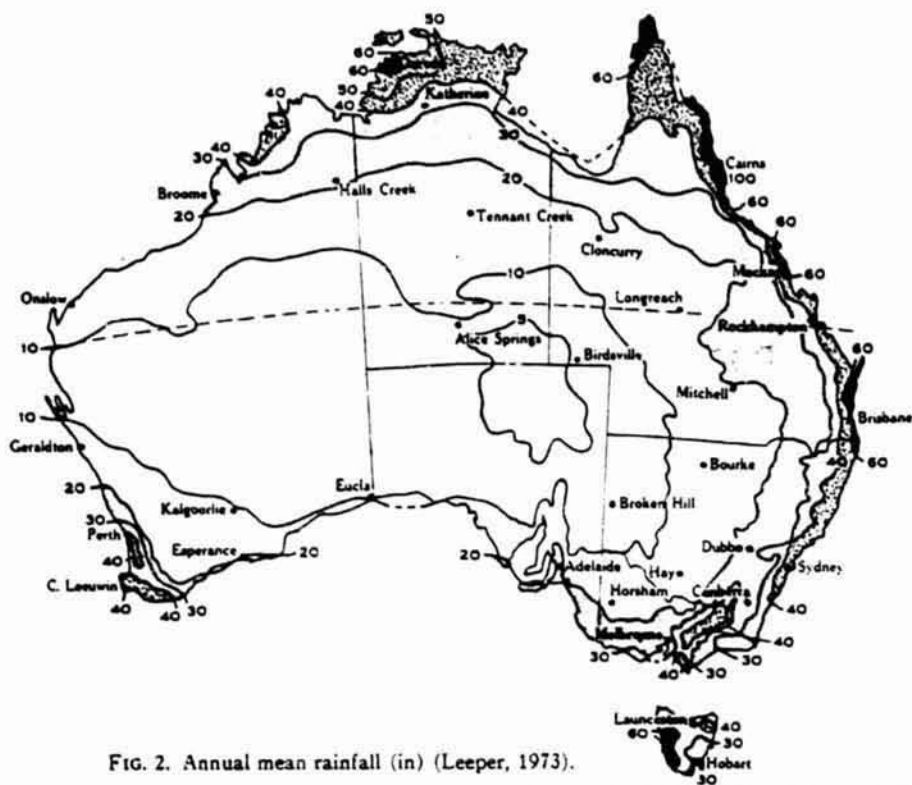 50
60
60
50
40
40
30
40
Katherine
40
30
60
Cairns
100
60
Broome
20
Halls Creek
20
Tennant Creek
Cloncurry
60
Mackay
60
Onslow
10
Longreach
Rockhampton
10
5
Alice Springs
Birdsville
60
Mitchell
10
Geraldton
Brisbane
40
60
Bourke
Eucla
20
Kalgoorlie
Broken Hill
30
Perth
40
Esperance
20
20
Adelaide
Hay
Dubbo
Sydney
C. Leeuwin
40
40
30
Horsham
Canberra
40
Melbourne
30
40
30
30
40
Launceston
60
40
30
Hobart
30
FIG. 2. Annual mean rainfall (in) (Leeper, 1973).